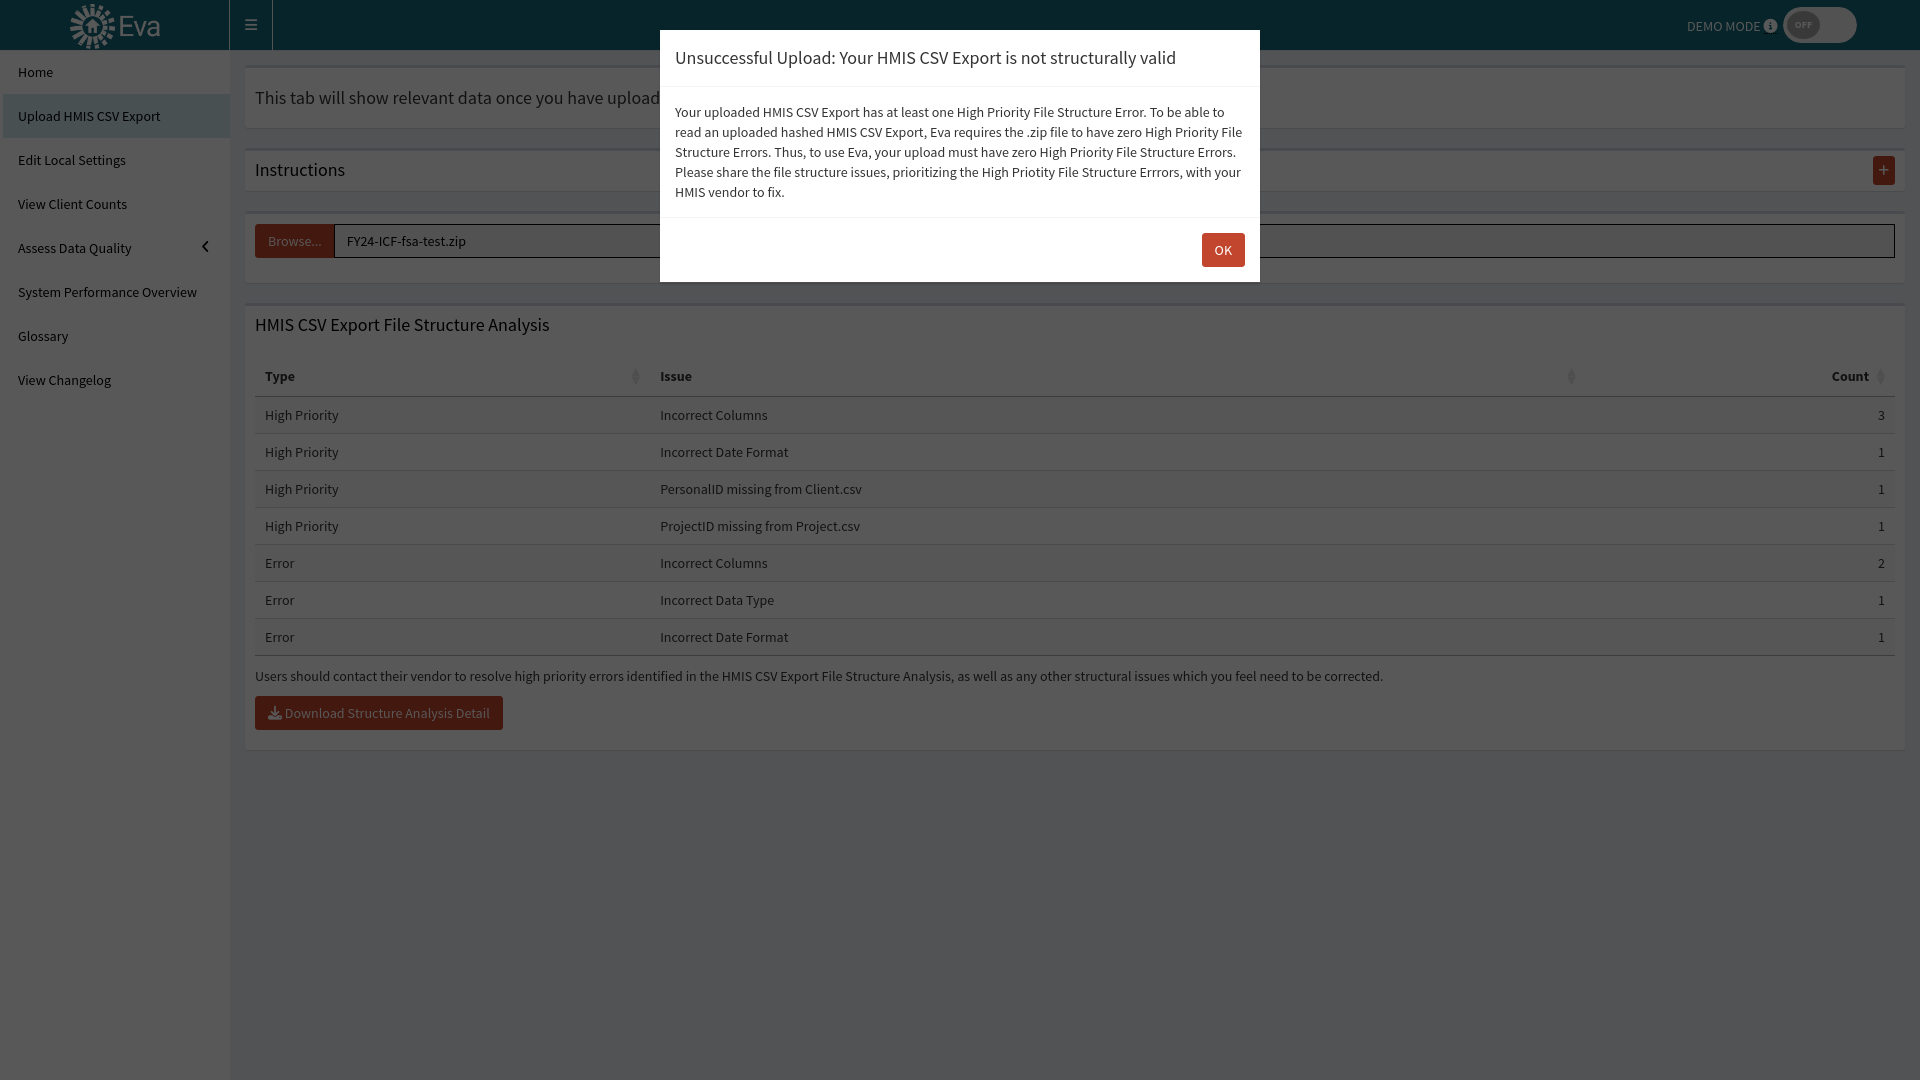 Eva
DEMO MODE
OFF
Home
Upload HMIS CSV Export
Edit Local Settings
View Client Counts
Assess Data Quality
System Performance Overview
Glossary
View Changelog
Unsuccessful Upload: Your HMIS CSV Export is not structurally valid
Your uploaded HMIS CSV Export has at least one High Priority File Structure Error. To be able to
read an uploaded hashed HMIS CSV Export, Eva requires the .zip file to have zero High Priority File
Structure Errors. Thus, to use Eva, your upload must have zero High Priority File Structure Errors.
Please share the file structure issues, prioritizing the High Priotity File Structure Errrors, with your
HMIS vendor to fix.
OK
This tab will show relevant data once you have upload
Instructions
+
Browse... FY24-ICF-fsa-test.zip
HMIS CSV Export File Structure Analysis
Type Issue Count
High Priority Incorrect Columns 3
High Priority Incorrect Date Format 1
High Priority PersonalID missing from Client.csv 1
High Priority ProjectID missing from Project.csv 1
Error Incorrect Columns 2
Error Incorrect Data Type 1
Error Incorrect Date Format 1
Users should contact their vendor to resolve high priority errors identified in the HMIS CSV Export File Structure Analysis, as well as any other structural issues which you feel need to be corrected.
Download Structure Analysis Detail